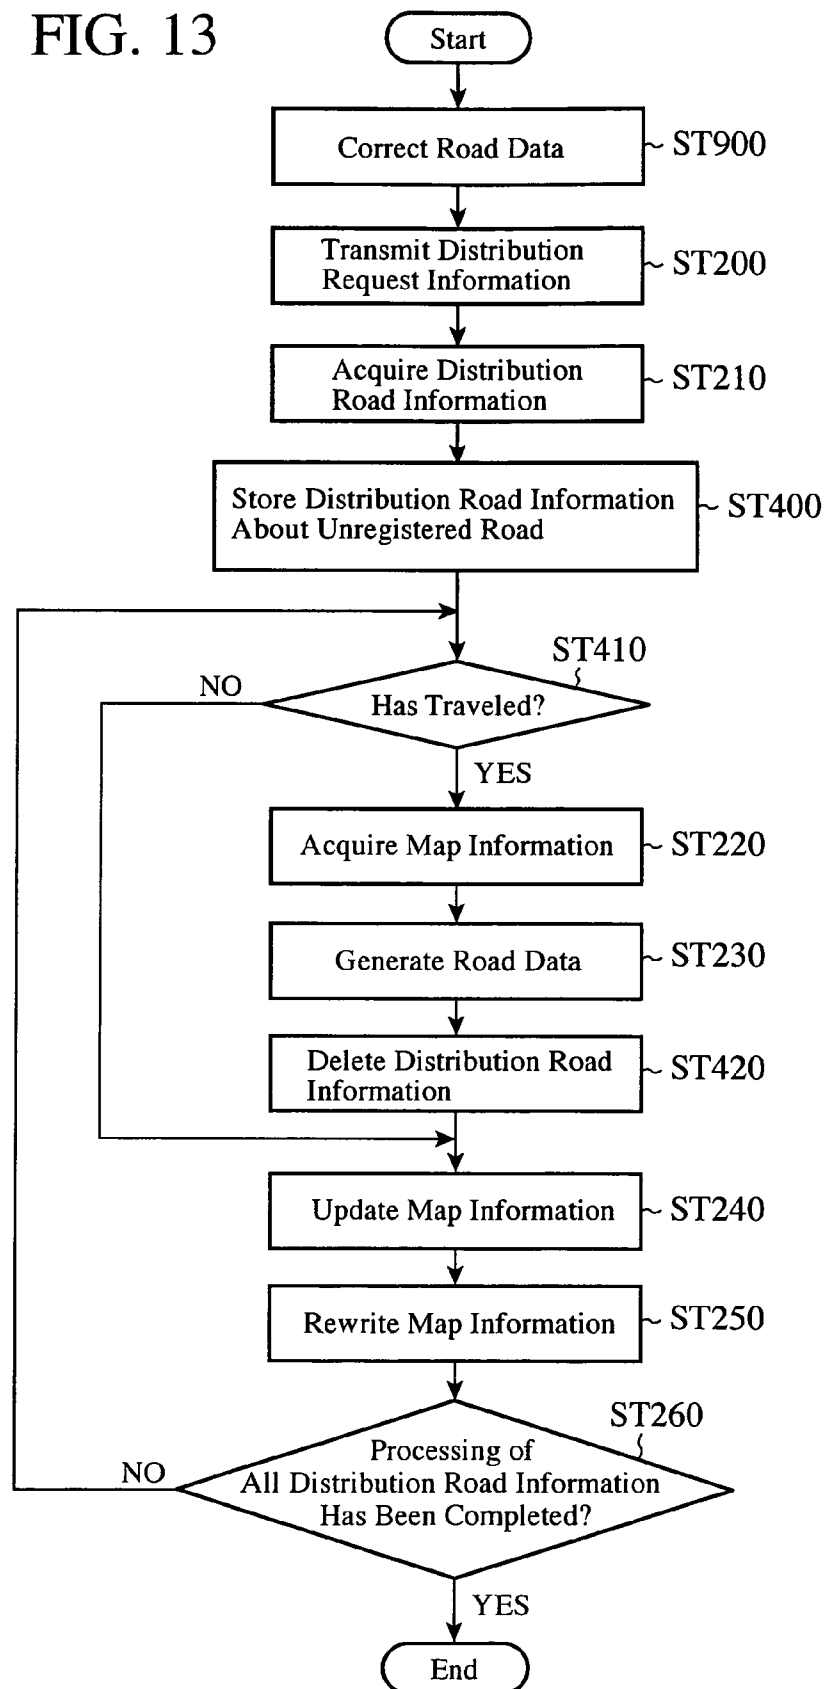 FIG. 13
Start
Correct Road Data
ST900
Transmit Distribution
Request Information
ST200
Acquire Distribution
Road Information
ST210
Store Distribution Road Information
About Unregistered Road
ST400
ST410
NO
Has Traveled?
YES
Acquire Map Information
ST220
Generate Road Data
ST230
Delete Distribution Road
Information
ST420
Update Map Information
ST240
Rewrite Map Information
ST250
ST260
Processing of
All Distribution Road Information
Has Been Completed?
NO
YES
End